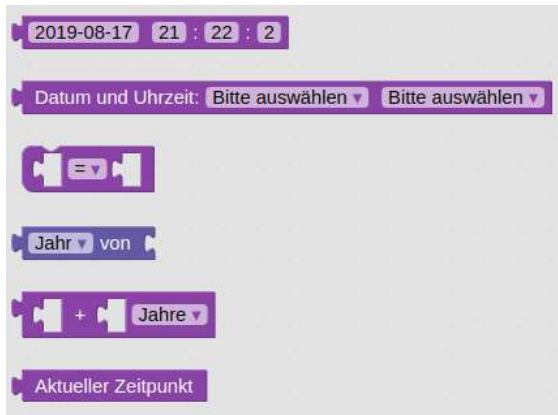 2019-08-17 21 : 22 : 2
Datum und Uhrzeit: Bitte auswählen ▾ Bitte auswählen ▾
= ▾
Jahr ▾ von
+ Jahre ▾
Aktueller Zeitpunkt